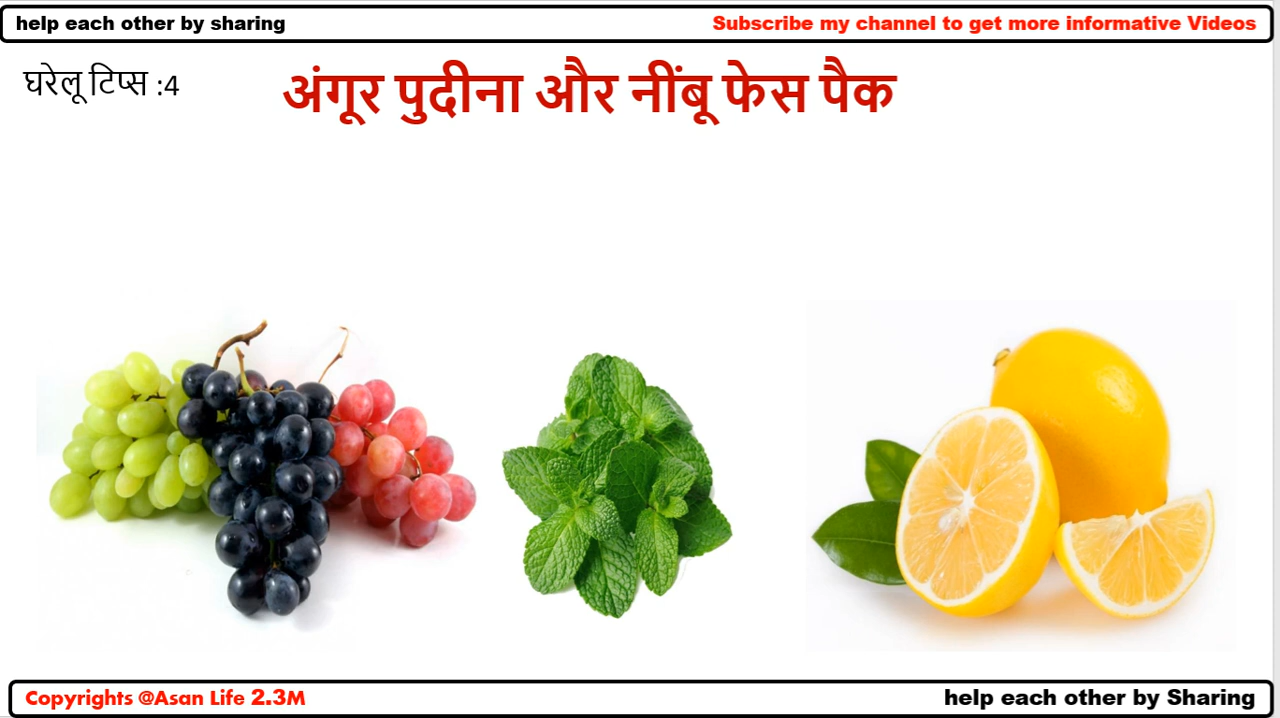 help each other by sharing
Subscribe my channel to get more informative Videos
घरेलू टिप्स :4
अंगूर पुदीना और नींबू फेस पैक
Copyrights @Asan Life 2.3M
help each other by Sharing